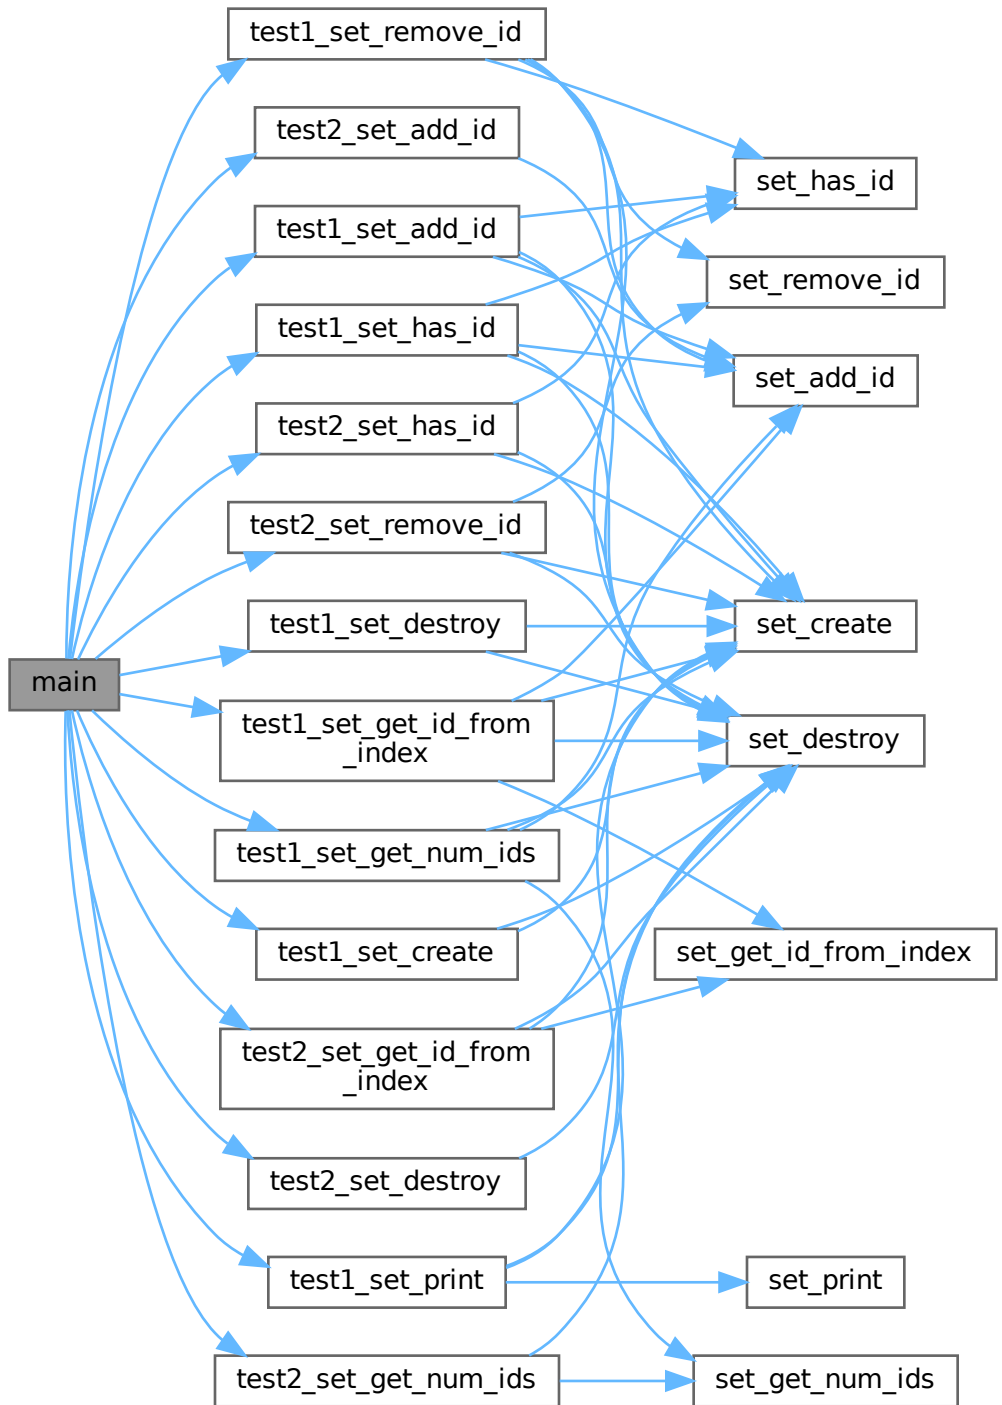 main
test1_set_remove_id
test2_set_add_id
test1_set_add_id
test1_set_has_id
test2_set_has_id
test2_set_remove_id
test1_set_destroy
test1_set_get_id_from
_index
test1_set_get_num_ids
test1_set_create
test2_set_get_id_from
_index
test2_set_destroy
test1_set_print
test2_set_get_num_ids
set_has_id
set_remove_id
set_add_id
set_create
set_destroy
set_get_id_from_index
set_print
set_get_num_ids